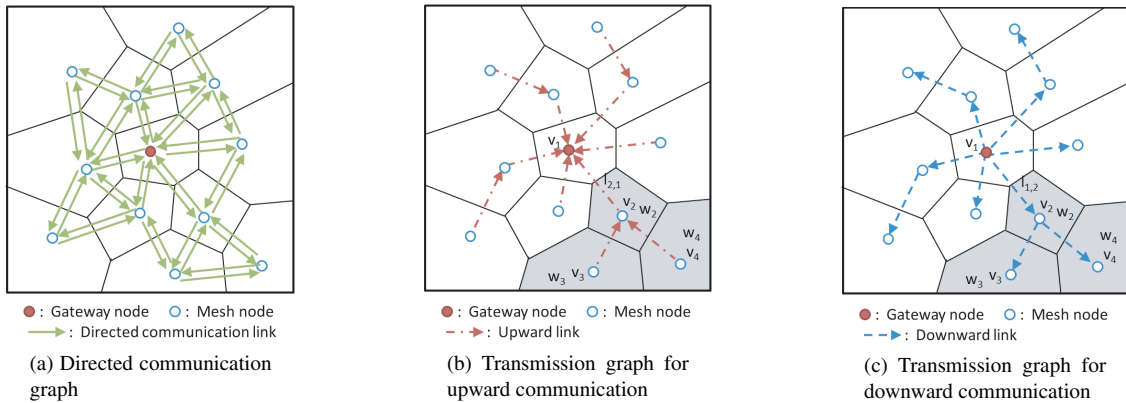 v1
l2,1
v2
w2
w4
v4
w3
v3
v1
l1,2
v2
w2
w4
v4
w3
v3
: Gateway node : Mesh node
: Directed communication link
: Gateway node : Mesh node
: Upward link
: Gateway node : Mesh node
: Downward link
(a) Directed communication
graph
(b) Transmission graph for
upward communication
(c) Transmission graph for
downward communication